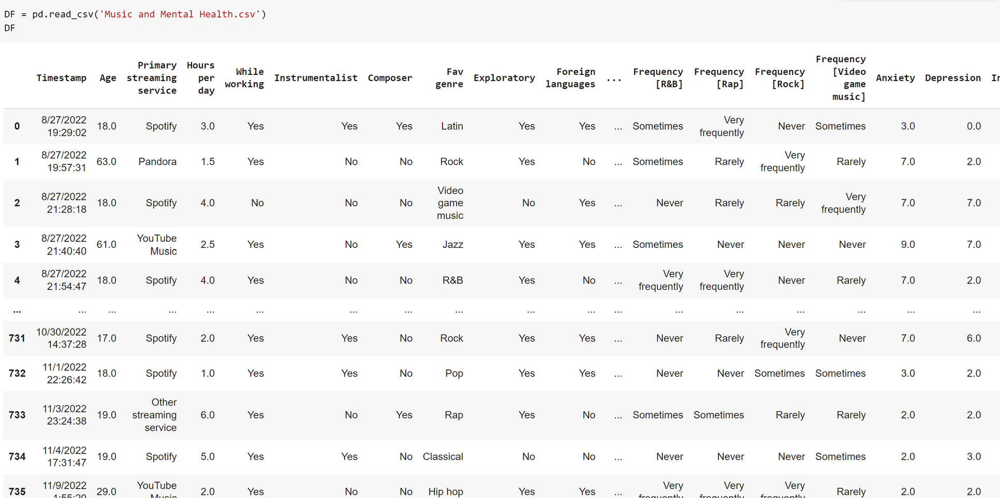 DF = pd.read_csv('Music and Mental Health.csv')
DF
Timestamp Age Primary streaming service Hours per day While working Instrumentalist Composer Fav genre Exploratory Foreign languages ... Frequency [R&B] Frequency [Rap] Frequency [Rock] Frequency [Video game music] Anxiety Depression
0 8/27/2022 19:29:02 18.0 Spotify 3.0 Yes Yes Yes Latin Yes Yes ... Sometimes Very frequently Never Sometimes 3.0 0.0
1 8/27/2022 19:57:31 63.0 Pandora 1.5 Yes No No Rock Yes No ... Sometimes Rarely Very frequently Rarely 7.0 2.0
2 8/27/2022 21:28:18 18.0 Spotify 4.0 No No No Video game music No Yes ... Never Rarely Rarely Very frequently 7.0 7.0
3 8/27/2022 21:40:40 61.0 YouTube Music 2.5 Yes No Yes Jazz Yes Yes ... Sometimes Never Never Never 9.0 7.0
4 8/27/2022 21:54:47 18.0 Spotify 4.0 Yes No No R&B Yes No ... Very frequently Very frequently Never Rarely 7.0 2.0
... ... ... ... ... ... ... ... ... ... ... ... ... ... ... ... ... ...
731 10/30/2022 14:37:28 17.0 Spotify 2.0 Yes Yes No Rock Yes Yes ... Never Rarely Very frequently Never 7.0 6.0
732 11/1/2022 22:26:42 18.0 Spotify 1.0 Yes Yes No Pop Yes Yes ... Never Never Sometimes Sometimes 3.0 2.0
733 11/3/2022 23:24:38 19.0 Other streaming service 6.0 Yes No Yes Rap Yes No ... Sometimes Sometimes Rarely Rarely 2.0 2.0
734 11/4/2022 17:31:47 19.0 Spotify 5.0 Yes Yes No Classical No No ... Never Never Never Sometimes 2.0 3.0
735 11/9/2022 1:55:20 29.0 YouTube Music 2.0 Yes No No Hip hop Yes Yes ... Very frequently Very frequently Very frequently Rarely 2.0 2.0